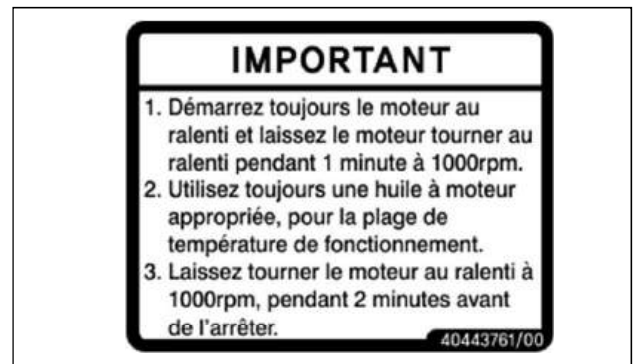 IMPORTANT
1. Démarrez toujours le moteur au
ralenti et laissez le moteur tourner au
ralenti pendant 1 minute à 1000rpm.
2. Utilisez toujours une huile à moteur
appropriée, pour la plage de
température de fonctionnement.
3. Laissez tourner le moteur au ralenti à
1000rpm, pendant 2 minutes avant
de l'arrêter.
40443761/00